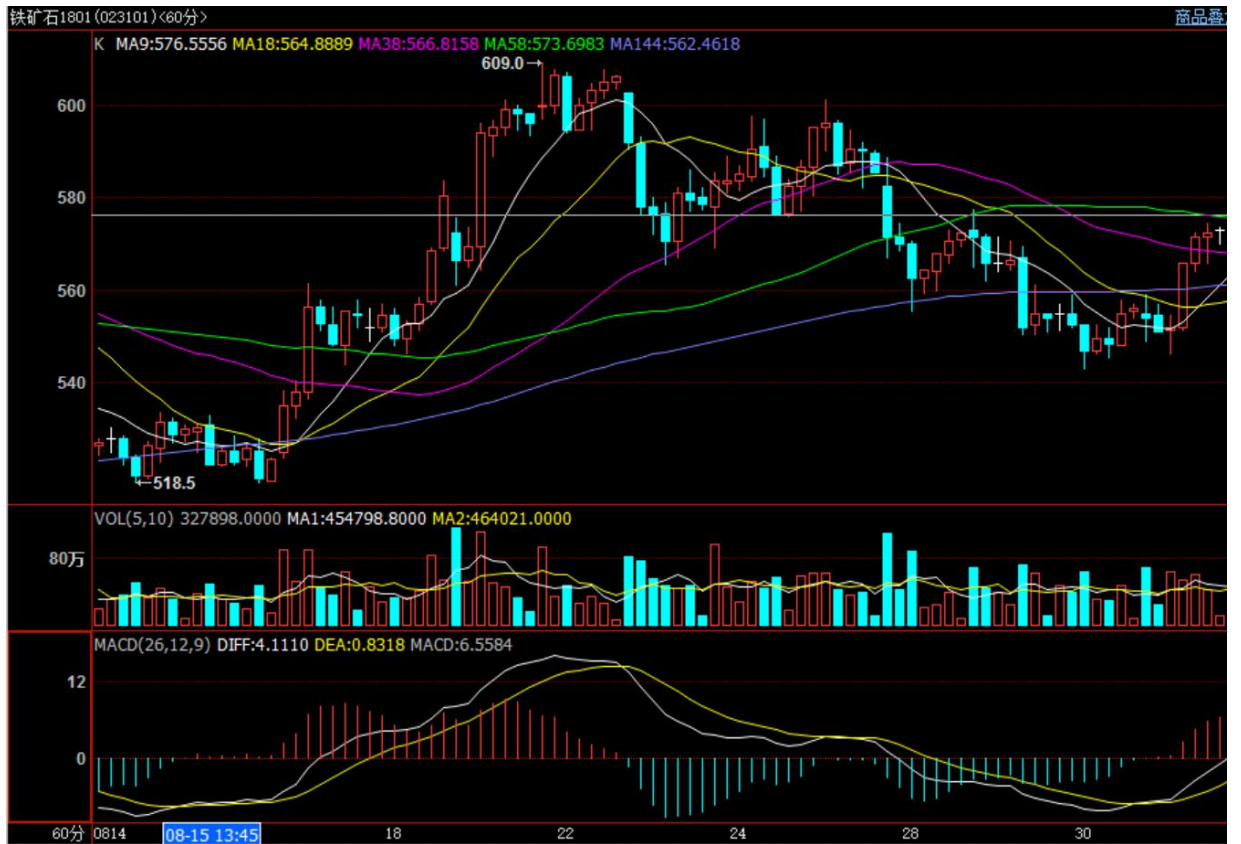 铁矿石1801(023101)<60分>
K MA9:576.5556 MA18:564.8889 MA38:566.8158 MA58:573.6983 MA144:562.4618
609.0
600
580
560
540
518.5
VOL(5,10) 327898.0000 MA1:454798.8000 MA2:464021.0000
80万
MACD(26,12,9) DIFF:4.1110 DEA:0.8318 MACD:6.5584
12
0
60分 0814 08-15 13:45 18 22 24 28 30